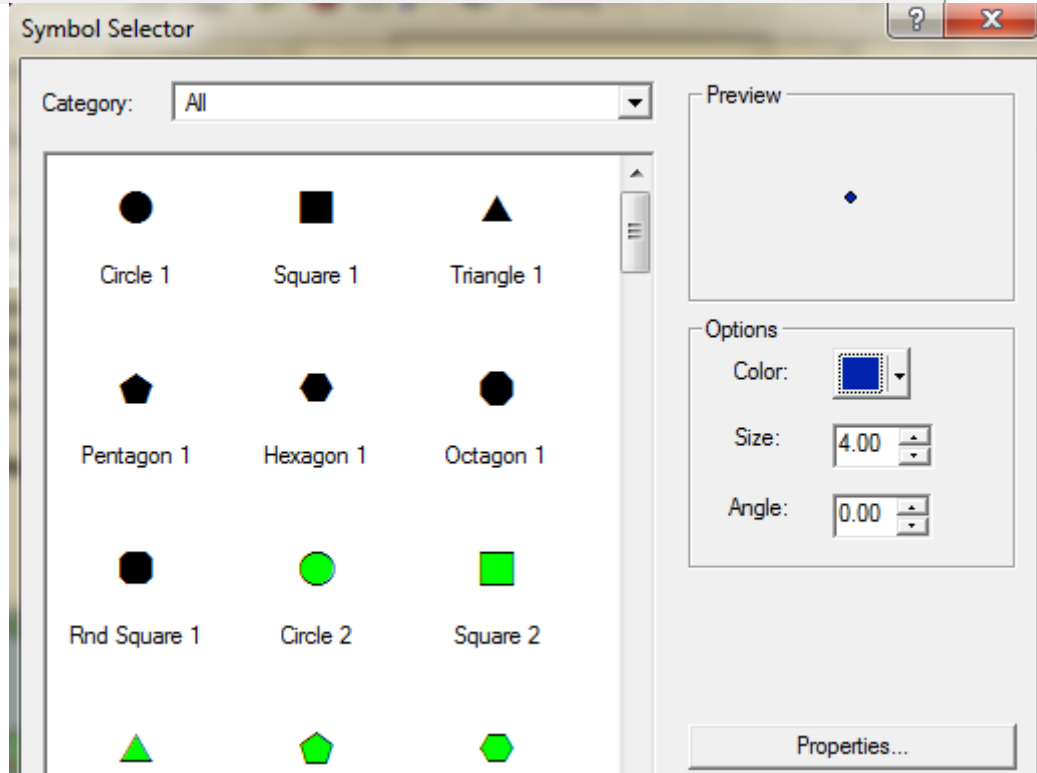 Symbol Selector
?
X
Category: All
Preview
Circle 1 Square 1 Triangle 1
Options
Color:
Size: 4.00
Angle: 0.00
Pentagon 1 Hexagon 1 Octagon 1
Rnd Square 1 Circle 2 Square 2
Properties...